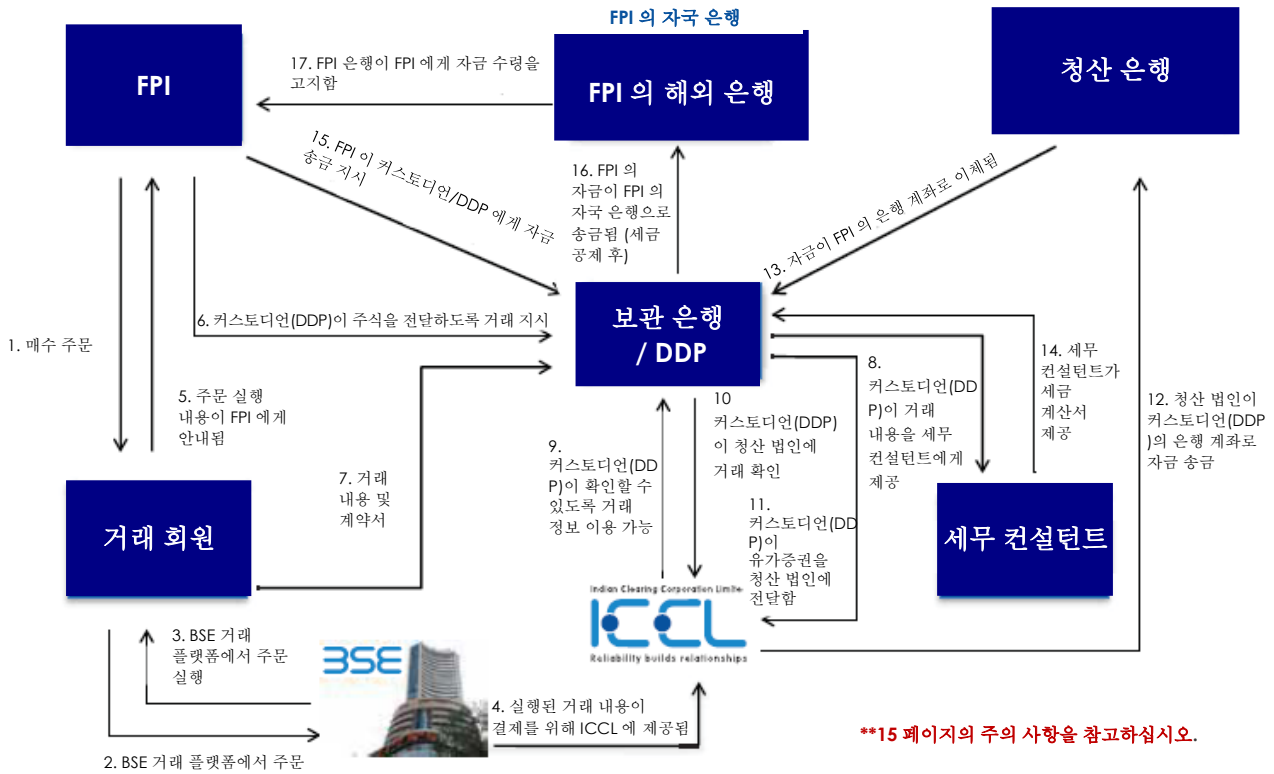 FPI 의 자국 은행
FPI
17. FPI 은행이 FPI 에게 자금 수령을
고지함
FPI 의 해외 은행
청산 은행
15. FPI 이 커스토디언/DDP 에게 자금
송금 지시
16. FPI 의
자금이 FPI 의
자국 은행으로
송금됨 (세금
공제 후)
13. 자금이 FPI 의 은행 계좌로 이체됨
6. 커스토디언(DDP)이 주식을 전달하도록 거래 지시
보관 은행
/ DDP
1. 매수 주문
5. 주문 실행
내용이 FPI 에게
안내됨
7. 거래
내용 및
계약서
9.
커스토디언(DD
P)이 확인할 수
있도록 거래
정보 이용 가능
10
커스토디언(DDP)
이 청산 법인에
거래 확인
8.
커스토디언(DD
P)이 거래
내용을 세무
컨설턴트에게
제공
11.
커스토디언(DD
P)이
유가증권을
청산 법인에
전달함
14. 세무
컨설턴트가
세금
계산서
제공
12. 청산 법인이
커스토디언(DDP
)의 은행 계좌로
자금 송금
거래 회원
세무 컨설턴트
Indian Clearing Corporation Limite
ICCL
Reliability builds relationships
3. BSE 거래
플랫폼에서 주문
실행
BSE
4. 실행된 거래 내용이
결제를 위해 ICCL 에 제공됨
2. BSE 거래 플랫폼에서 주문
**15 페이지의 주의 사항을 참고하십시오.